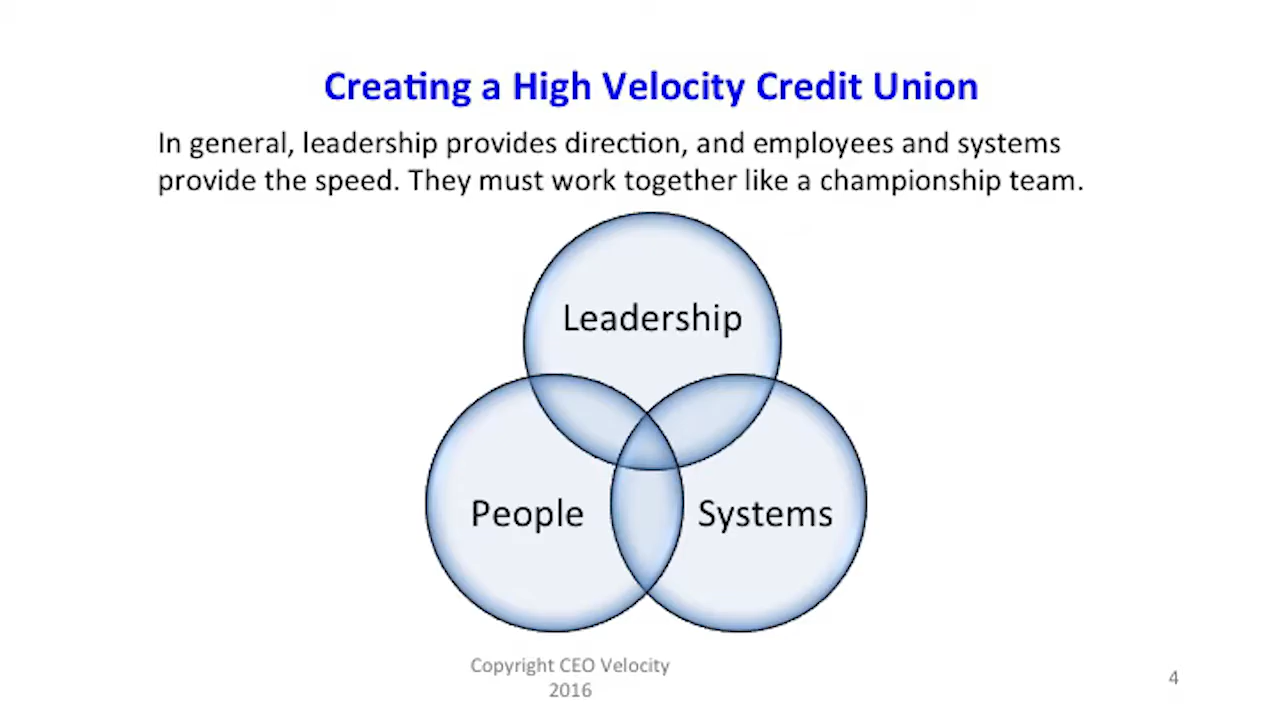 Creating a High Velocity Credit Union
In general, leadership provides direction, and employees and systems
provide the speed. They must work together like a championship team.
Leadership
People
Systems
Copyright CEO Velocity
2016
4